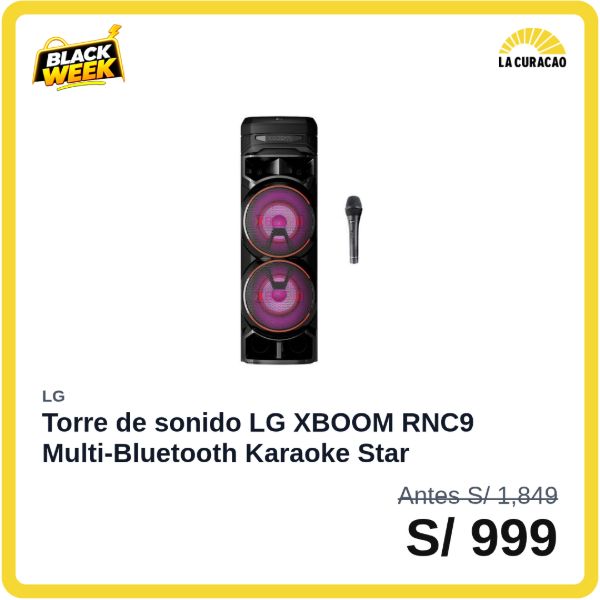 BLACK
WEEK
LA CURACAO
LG
Torre de sonido LG XBOOM RNC9
Multi-Bluetooth Karaoke Star
Antes S/ 1,849
S/ 999